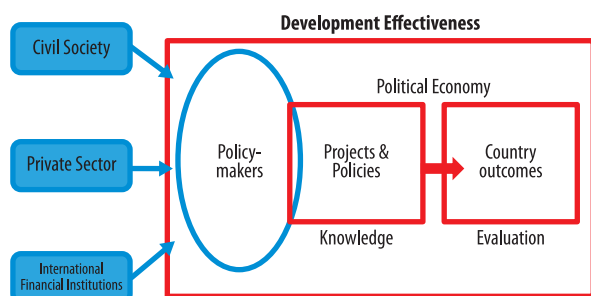 Development Effectiveness
Civil Society
Political Economy
Private Sector
Policy-
makers
Projects &
Policies
Country
outcomes
Knowledge
Evaluation
International
Financial Institutions